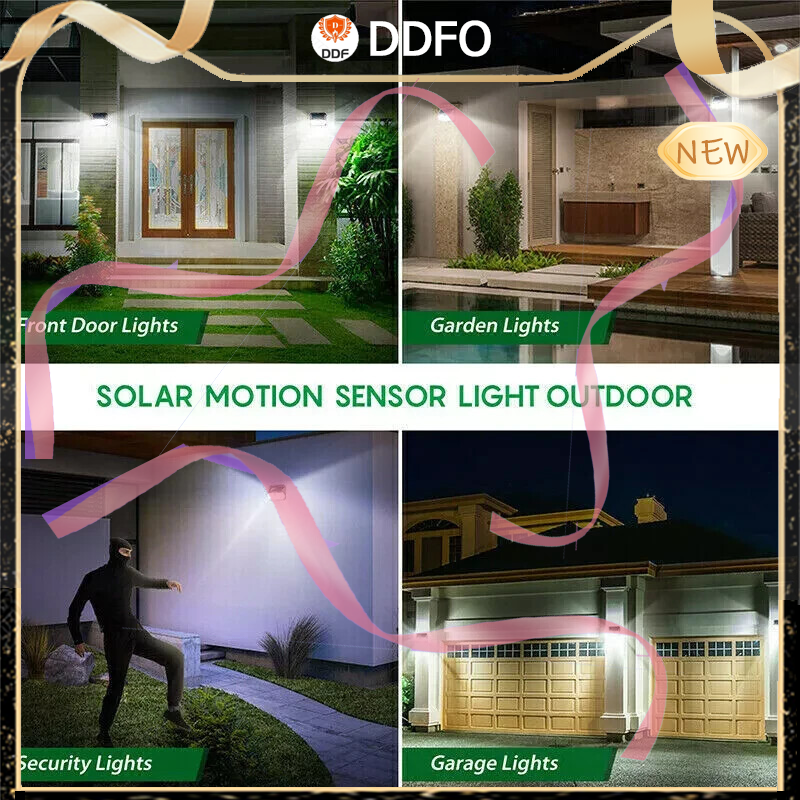 DDF
DDFO
NEW
Front Door Lights
Garden Lights
SOLAR MOTION SENSOR LIGHT OUTDOOR
Security Lights
Garage Lights